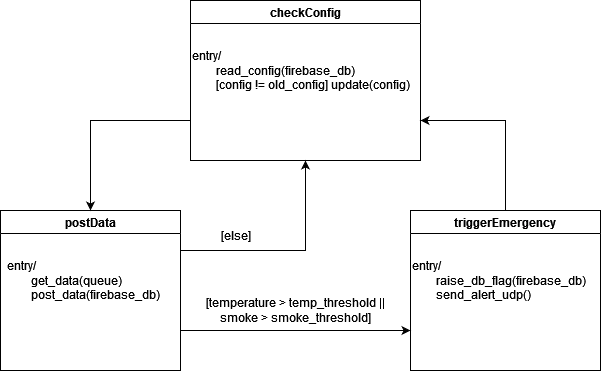 checkConfig
entry/
read_config(firebase_db)
[config != old_config] update(config)
postData
entry/
get_data(queue)
post_data(firebase_db)
[else]
[temperature > temp_threshold ||
smoke > smoke_threshold]
triggerEmergency
entry/
raise_db_flag(firebase_db)
send_alert_udp()